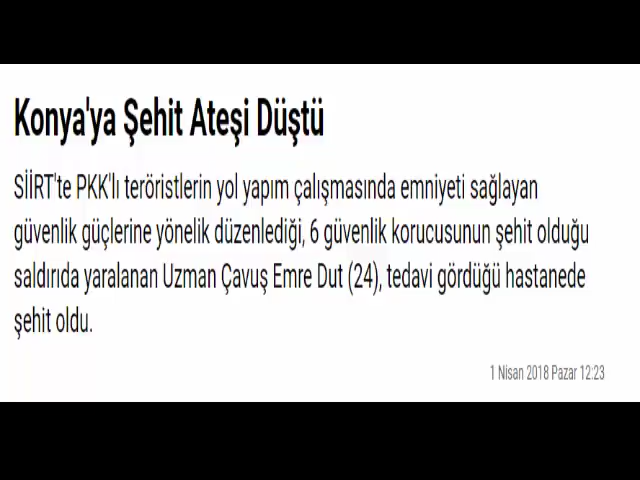 Konya'ya Şehit Ateşi Düştü
SİİRT'te PKK'lı teröristlerin yol yapım çalışmasında emniyeti sağlayan
güvenlik güçlerine yönelik düzenlediği, 6 güvenlik korucusunun şehit olduğu
saldırıda yaralanan Uzman Çavuş Emre Dut (24), tedavi gördüğü hastanede
şehit oldu.
1 Nisan 2018 Pazar 12:23